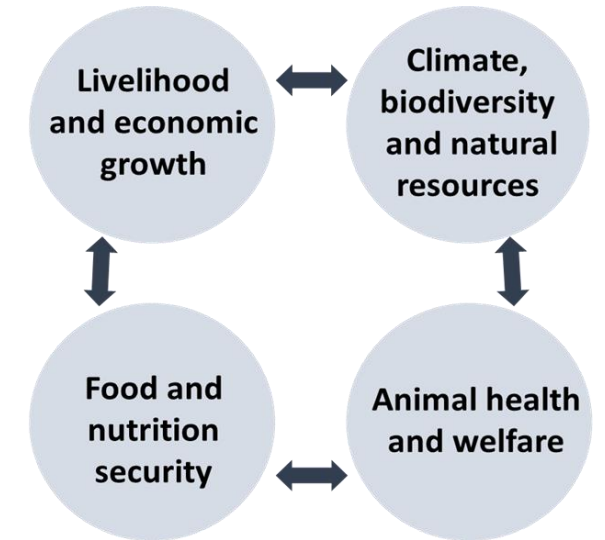 Livelihood
and economic
growth
Climate,
biodiversity
and natural
resources
Food and
nutrition
security
Animal health
and welfare